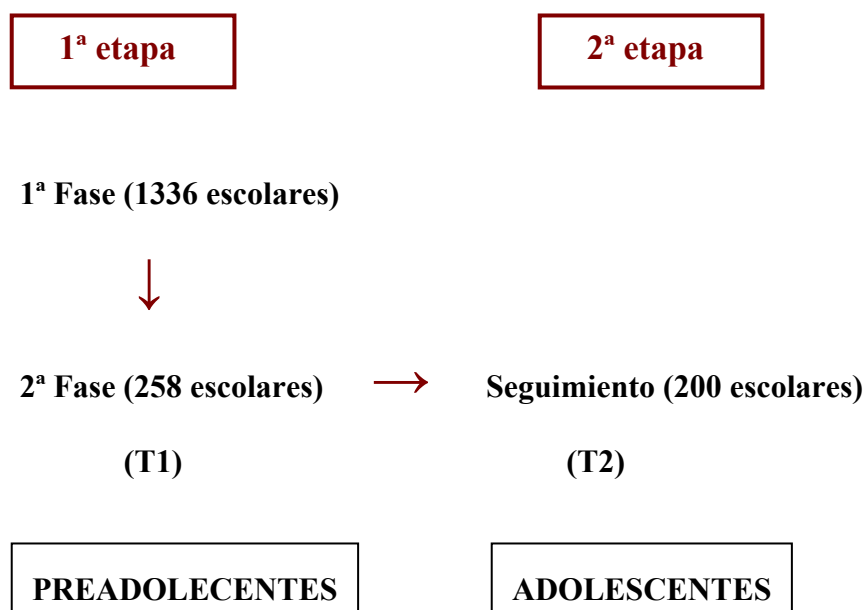 1ª etapa
2ª etapa
1ª Fase (1336 escolares)
2ª Fase (258 escolares)
Seguimiento (200 escolares)
(T1)
(T2)
PREADOLECENTES
ADOLESCENTES